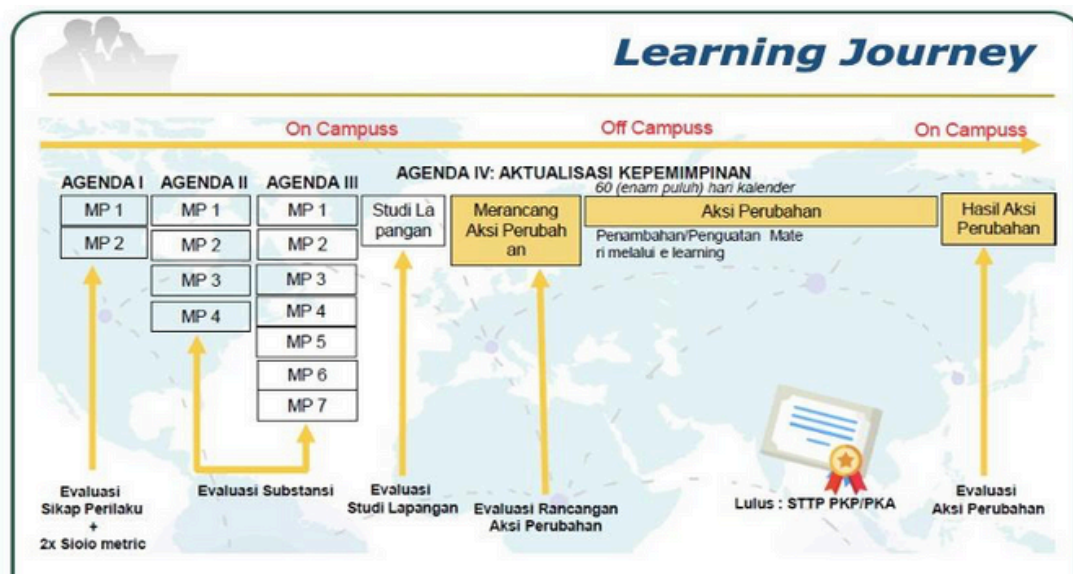 Learning Journey
On Campuss
Off Campuss
On Campuss
AGENDA IV: AKTUALISASI KEPEMIMPINAN
60 (enam puluh) hari kalender
AGENDA I
AGENDA II
AGENDA III
MP 1
MP 2
MP 1
MP 2
MP 3
MP 4
MP 1
MP 2
MP 3
MP 4
MP 5
MP 6
MP 7
Studi La
pangan
Merancang
Aksi Perubah
an
Aksi Perubahan
Penambahan/Penguatan Mate
ri melalui e learning
Hasil Aksi
Perubahan
Evaluasi
Sikap Perilaku
+
2x Sioio metric
Evaluasi Substansi
Evaluasi
Studi Lapangan
Evaluasi Rancangan
Aksi Perubahan
Lulus : STTP PKP/PKA
Evaluasi
Aksi Perubahan